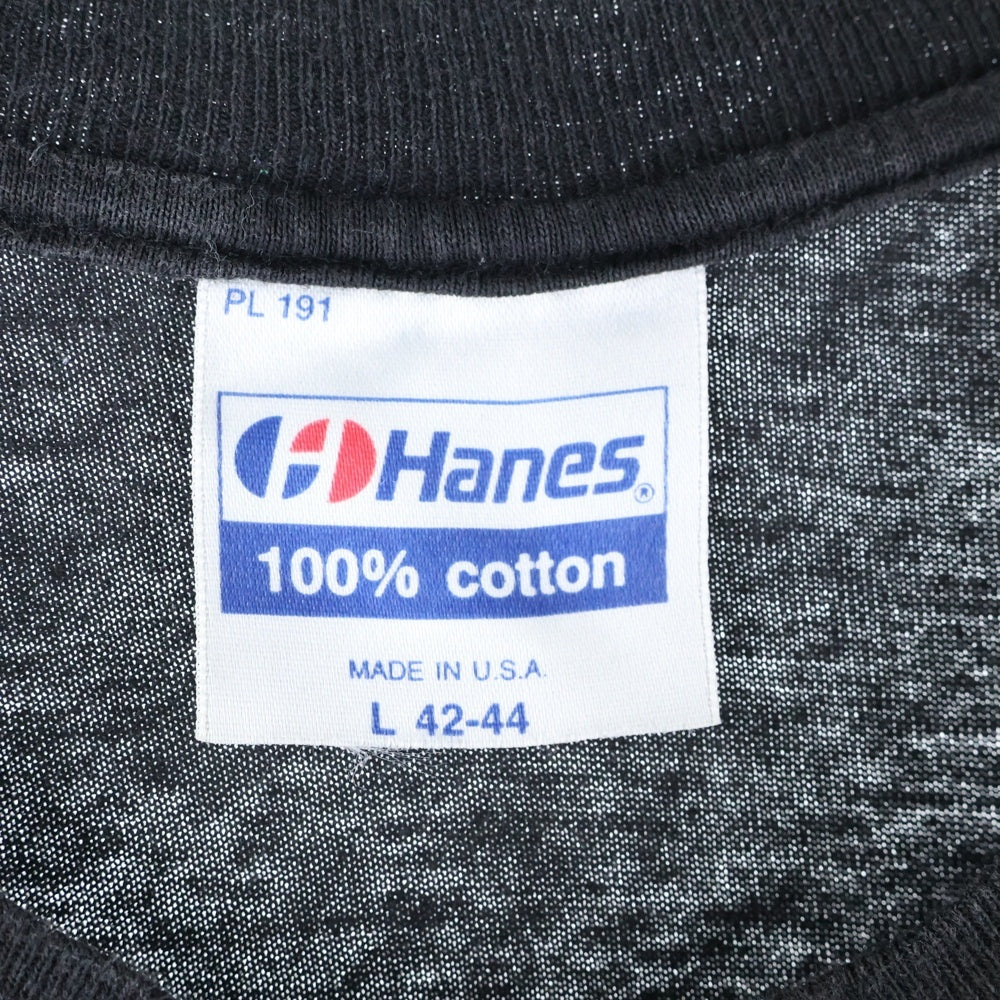 PL 191
Hanes®
100% cotton
MADE IN U.S.A.
L 42-44